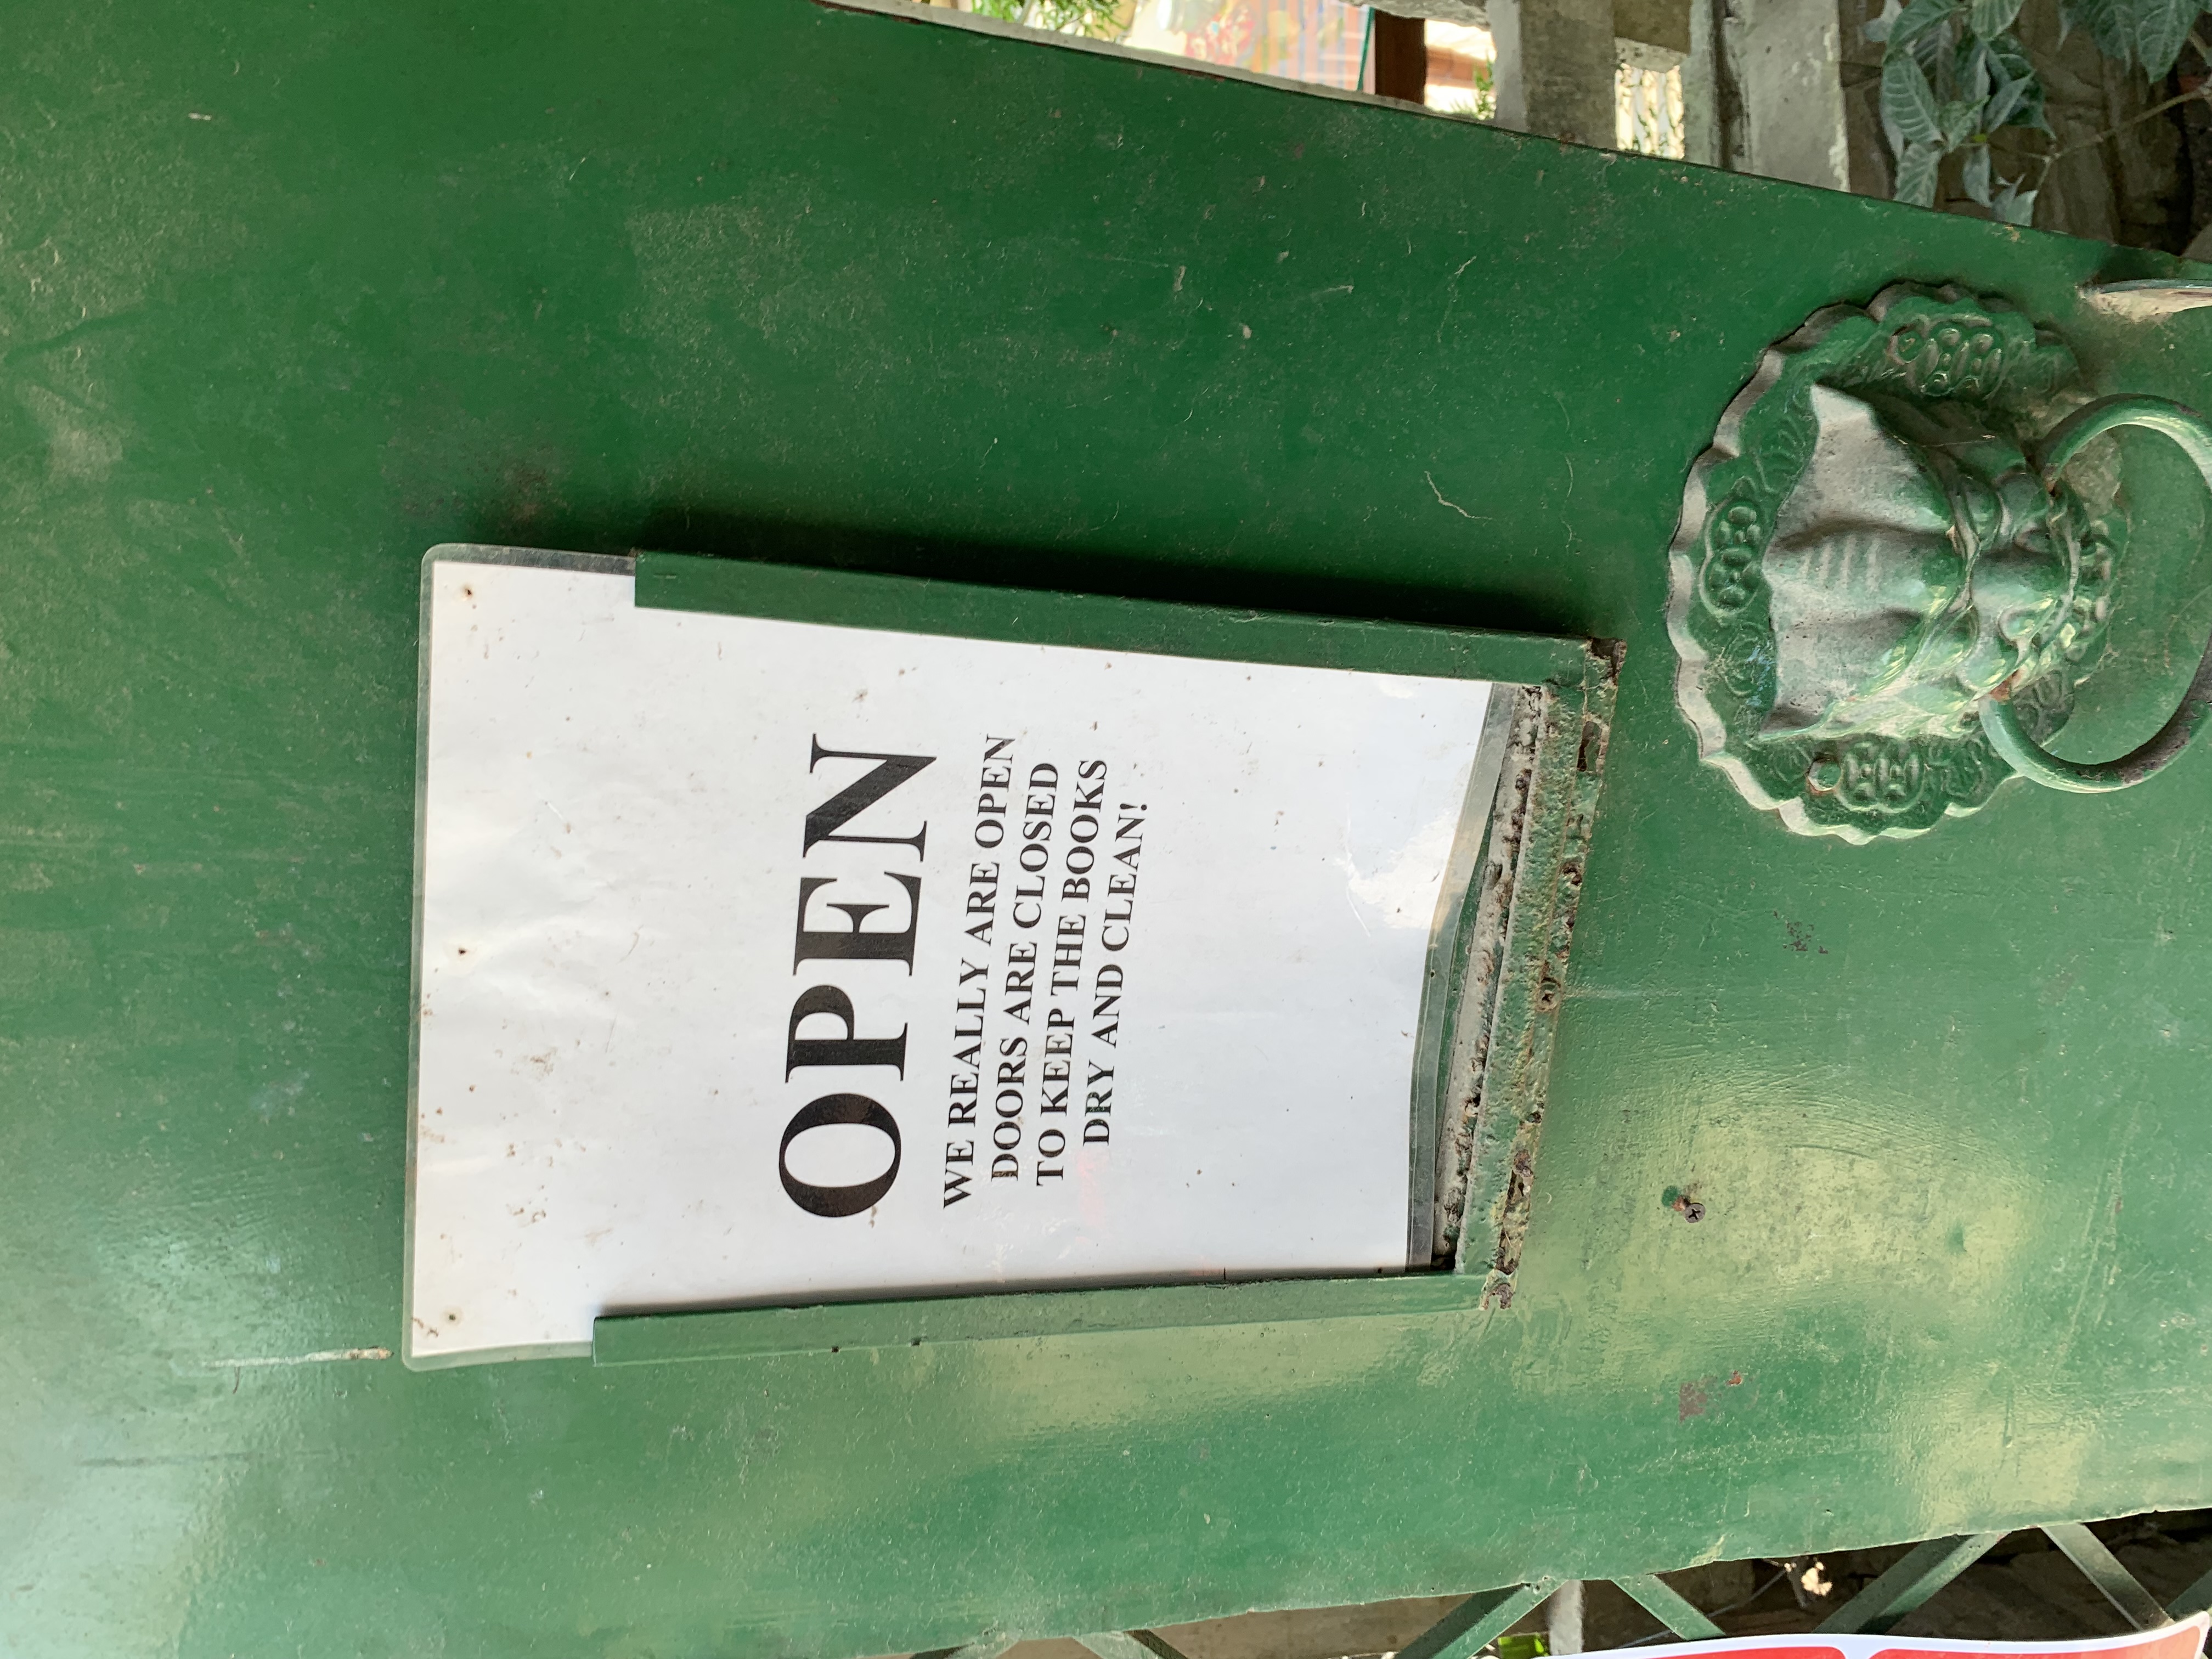 OPEN
WE REALLY ARE OPEN
DOORS ARE CLOSED
TO KEEP THE BOOKS
DRY AND CLEAN!